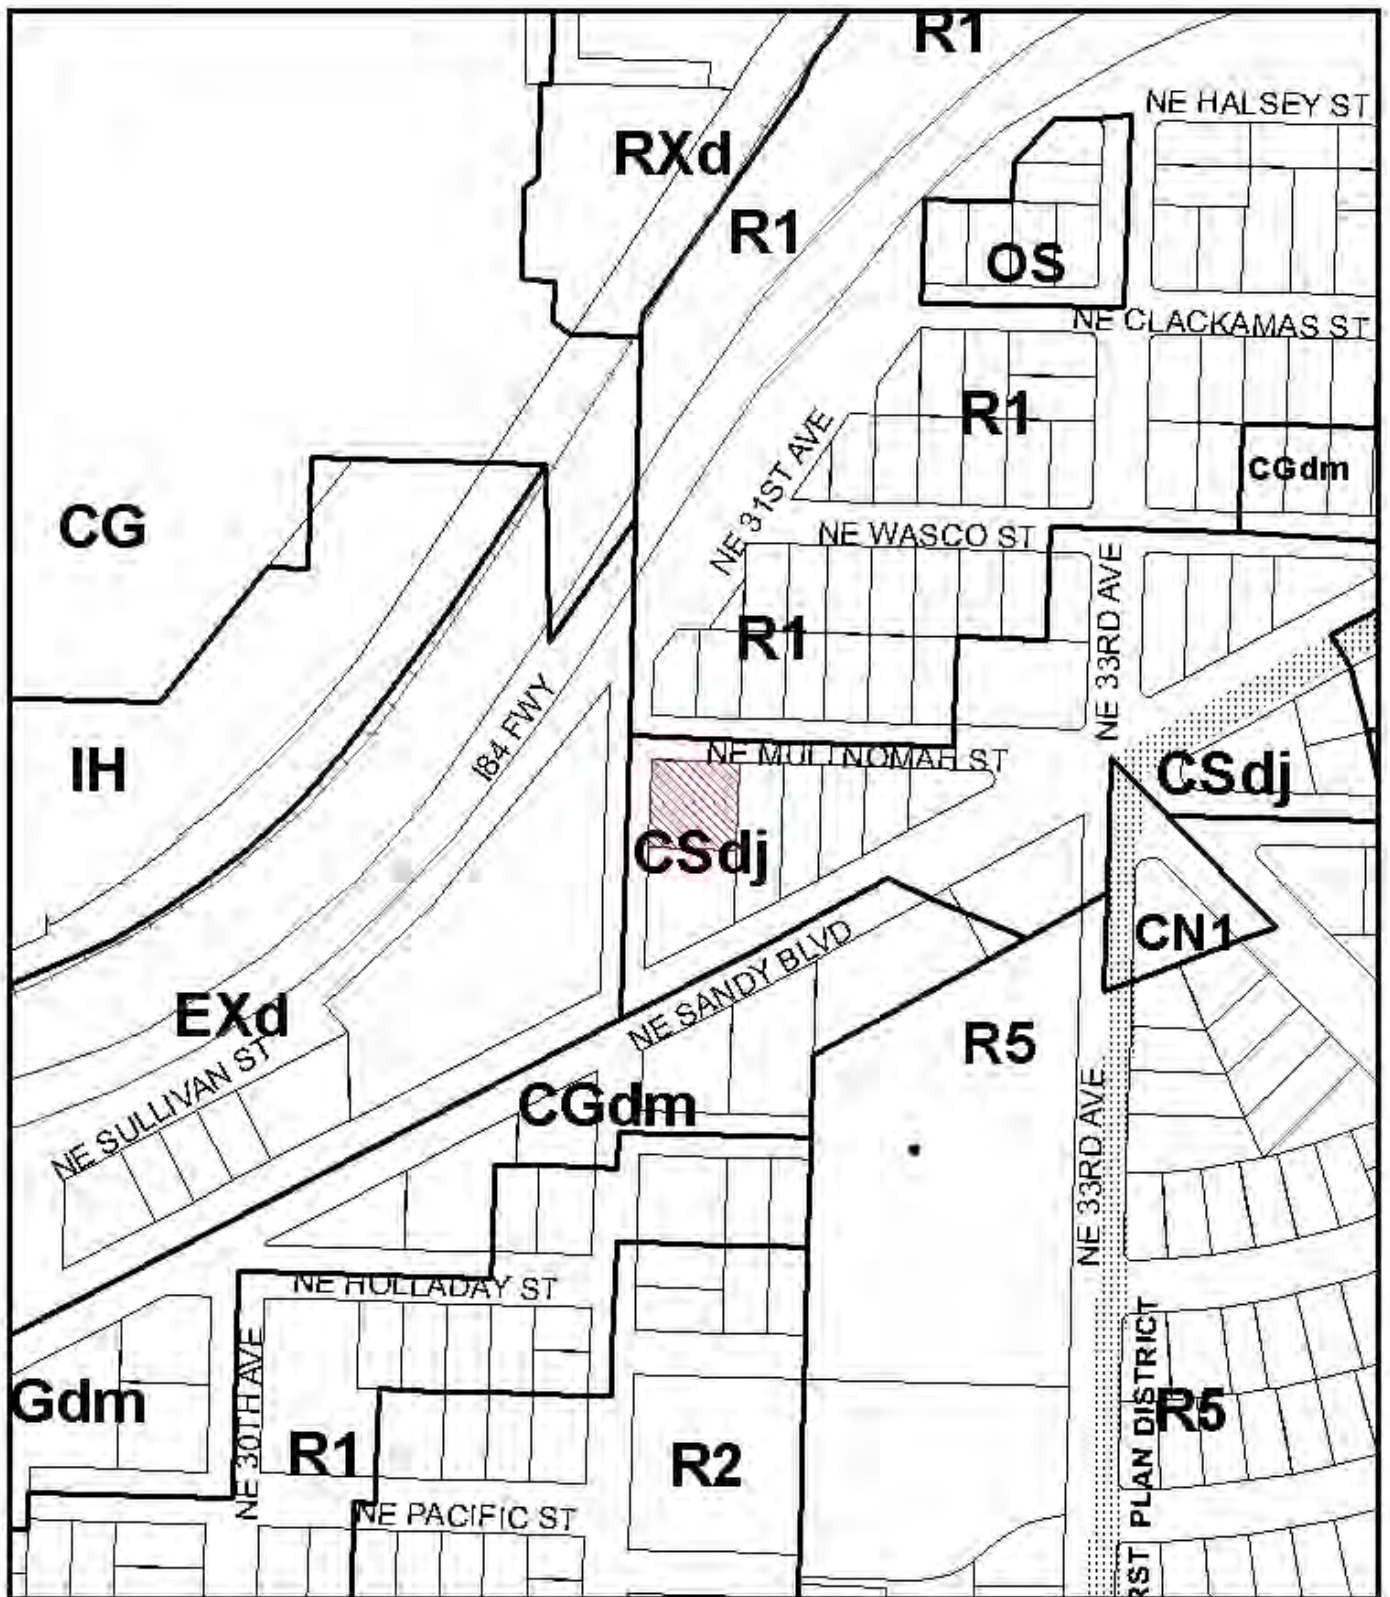 R1
NE HALSEY ST
RXd
R1
OS
NE CLACKAMAS ST
R1
NE 31ST AVE
CGdm
CG
NE WASCO ST
NE 33RD AVE
R1
I84 FWY
NE MULTNOMAH ST
IH
CSdj
CSdj
NE SANDY BLVD
CN1
EXd
NE SULLIVAN ST
R5
CGdm
NE 33RD AVE
NE HOLLADAY ST
NE 30TH AVE
Gdm
R1
R2
R5
RST PLAN DISTRICT
NE PACIFIC ST